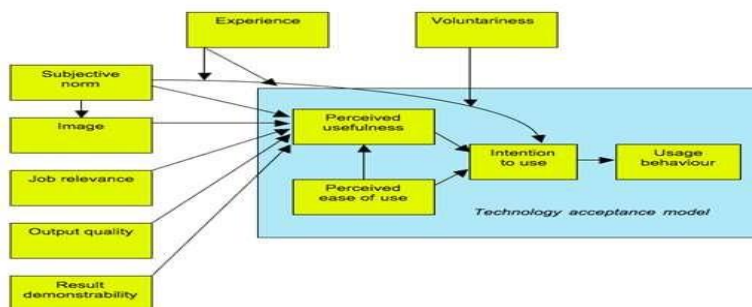 Experience
Voluntariness
Subjective
norm
Image
Job relevance
Output quality
Result
demonstrability
Perceived
usefulness
Perceived
ease of use
Intention
to use
Usage
behaviour
Technology acceptance model